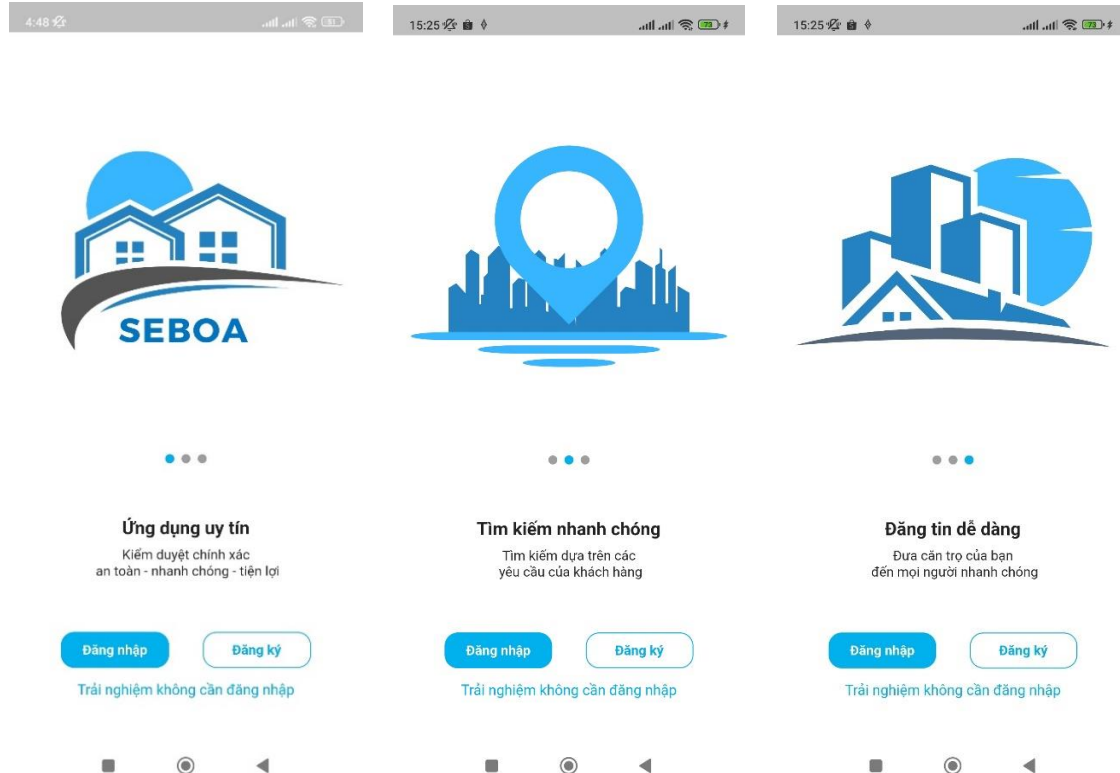 4:48
51
SEBOA
Ứng dụng uy tín
Kiểm duyệt chính xác
an toàn - nhanh chóng - tiện lợi
Đăng nhập
Đăng ký
Trải nghiệm không cần đăng nhập
15:25
73
Tìm kiếm nhanh chóng
Tìm kiếm dựa trên các
yêu cầu của khách hàng
Đăng nhập
Đăng ký
Trải nghiệm không cần đăng nhập
15:25
73
Đăng tin dễ dàng
Đưa căn trọ của bạn
đến mọi người nhanh chóng
Đăng nhập
Đăng ký
Trải nghiệm không cần đăng nhập